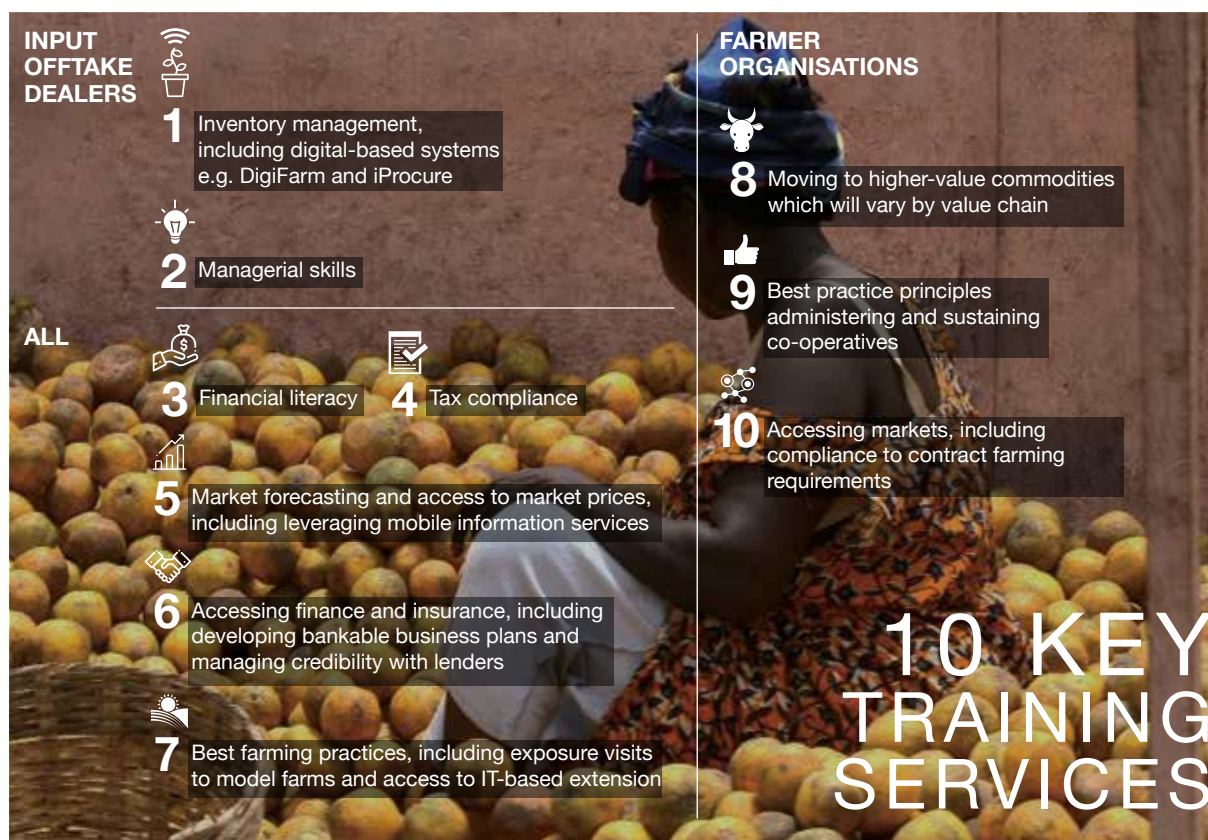 INPUT
OFFTAKE
DEALERS
1 Inventory management,
including digital-based systems
e.g. DigiFarm and iProcure
2 Managerial skills
ALL
3 Financial literacy
4 Tax compliance
5 Market forecasting and access to market prices,
including leveraging mobile information services
6 Accessing finance and insurance, including
developing bankable business plans and
managing credibility with lenders
7 Best farming practices, including exposure visits
to model farms and access to IT-based extension
FARMER
ORGANISATIONS
8 Moving to higher-value commodities
which will vary by value chain
9 Best practice principles
administering and sustaining
co-operatives
10 Accessing markets, including
compliance to contract farming
requirements
10 KEY
TRAINING
SERVICES